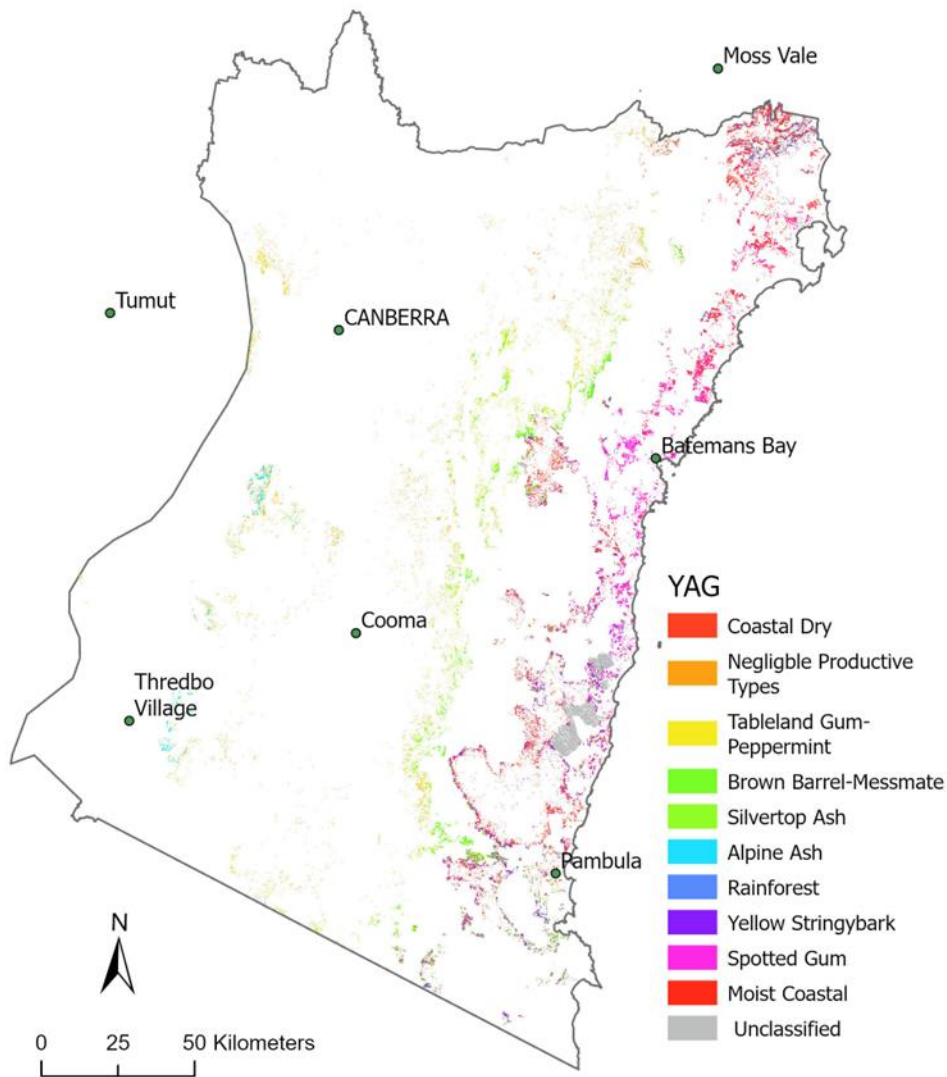 Moss Vale
Tumut
CANBERRA
Batemans Bay
Cooma
Thredbo
Village
Pambula
YAG
Coastal Dry
Negligble Productive
Types
Tableland Gum-
Peppermint
Brown Barrel-Messmate
Silvertop Ash
Alpine Ash
Rainforest
Yellow Stringybark
Spotted Gum
Moist Coastal
Unclassified
N
0 25 50 Kilometers